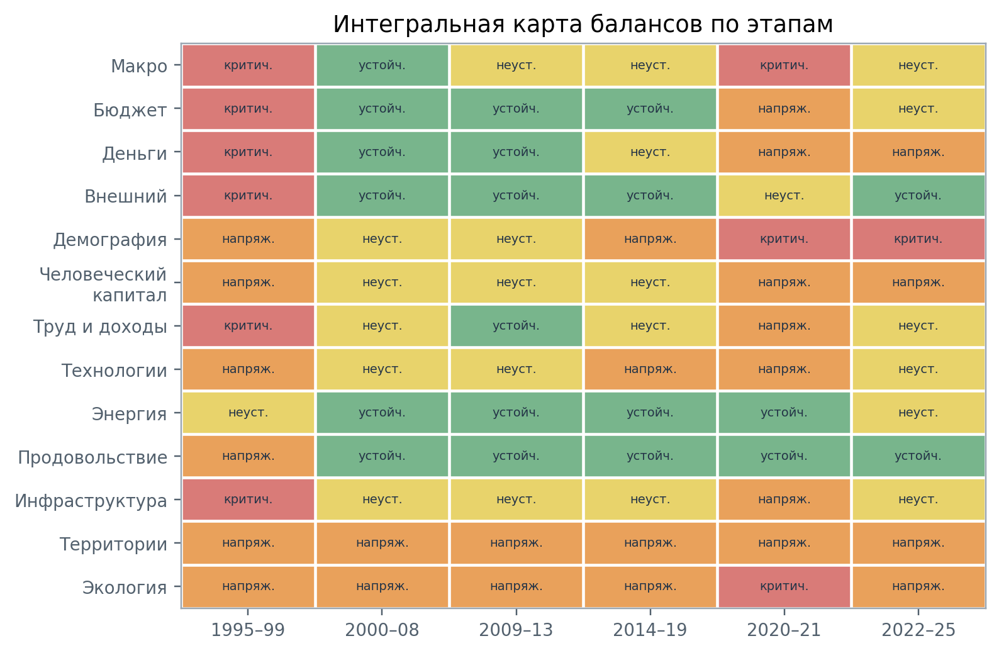 Интегральная карта балансов по этапам
Макро критич. устойч. неуст. неуст. критич. неуст.
Бюджет критич. устойч. устойч. устойч. напряж. неуст.
Деньги критич. устойч. устойч. неуст. напряж. напряж.
Внешний критич. устойч. устойч. устойч. неуст. устойч.
Демография напряж. неуст. неуст. напряж. критич. критич.
Человеческий
капитал напряж. неуст. неуст. неуст. напряж. напряж.
Труд и доходы критич. неуст. устойч. неуст. напряж. неуст.
Технологии напряж. неуст. неуст. напряж. напряж. неуст.
Энергия неуст. устойч. устойч. устойч. устойч. неуст.
Продовольствие напряж. устойч. устойч. устойч. устойч. устойч.
Инфраструктура критич. неуст. неуст. неуст. напряж. неуст.
Территории напряж. напряж. напряж. напряж. напряж. напряж.
Экология напряж. напряж. напряж. напряж. критич. напряж.
1995–99 2000–08 2009–13 2014–19 2020–21 2022–25